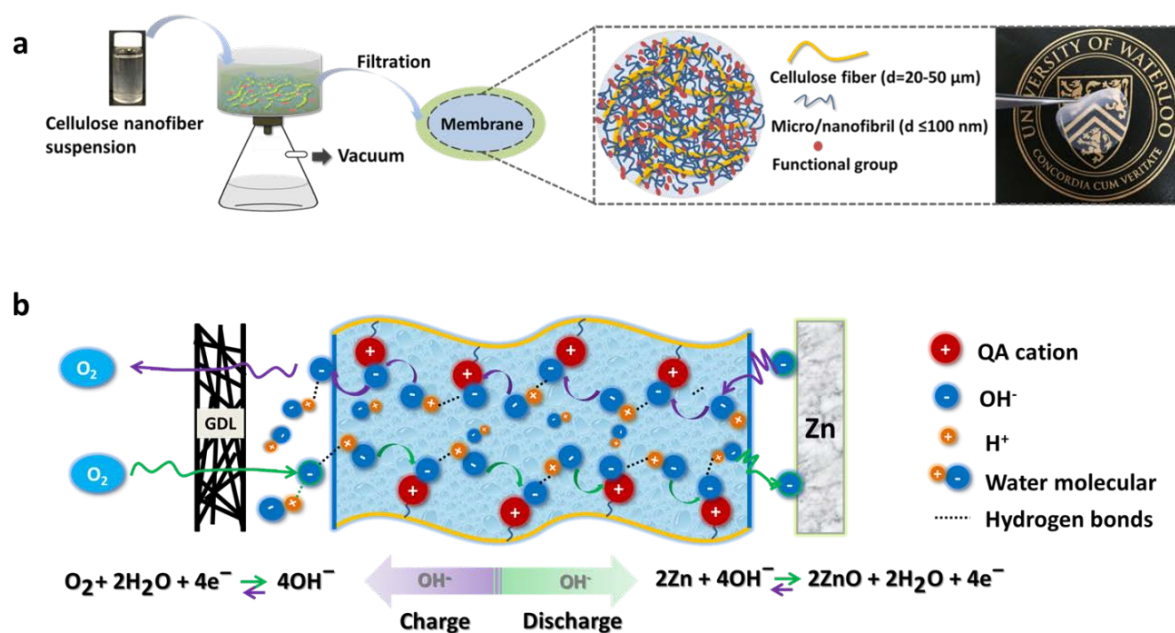 a
Cellulose nanofiber
suspension
Filtration
Vacuum
Membrane
Cellulose fiber (d=20-50 μm)
Micro/nanofibril (d ≤100 nm)
Functional group
UNIVERSITY OF WATERLOO
CONCORDIA CUM VERITATE
b
O₂
O₂
GDL
Zn
QA cation
OH⁻
H⁺
Water molecular
Hydrogen bonds
O₂+ 2H₂O + 4e⁻ ⇄ 4OH⁻
OH⁻
OH⁻
Charge
Discharge
2Zn + 4OH⁻ ⇄ 2ZnO + 2H₂O + 4e⁻